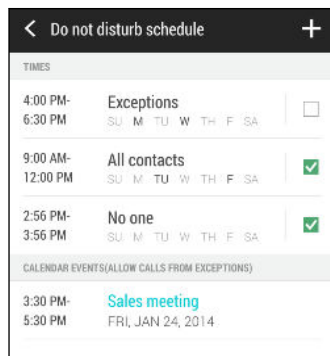 Do not disturb schedule
TIMES
4:00 PM- Exceptions
6:30 PM SU M TU W TH F SA
9:00 AM- All contacts
12:00 PM SU M TU W TH F SA
2:56 PM- No one
3:56 PM SU M TU W TH F SA
CALENDAR EVENTS(ALLOW CALLS FROM EXCEPTIONS)
3:30 PM- Sales meeting
5:30 PM FRI, JAN 24, 2014